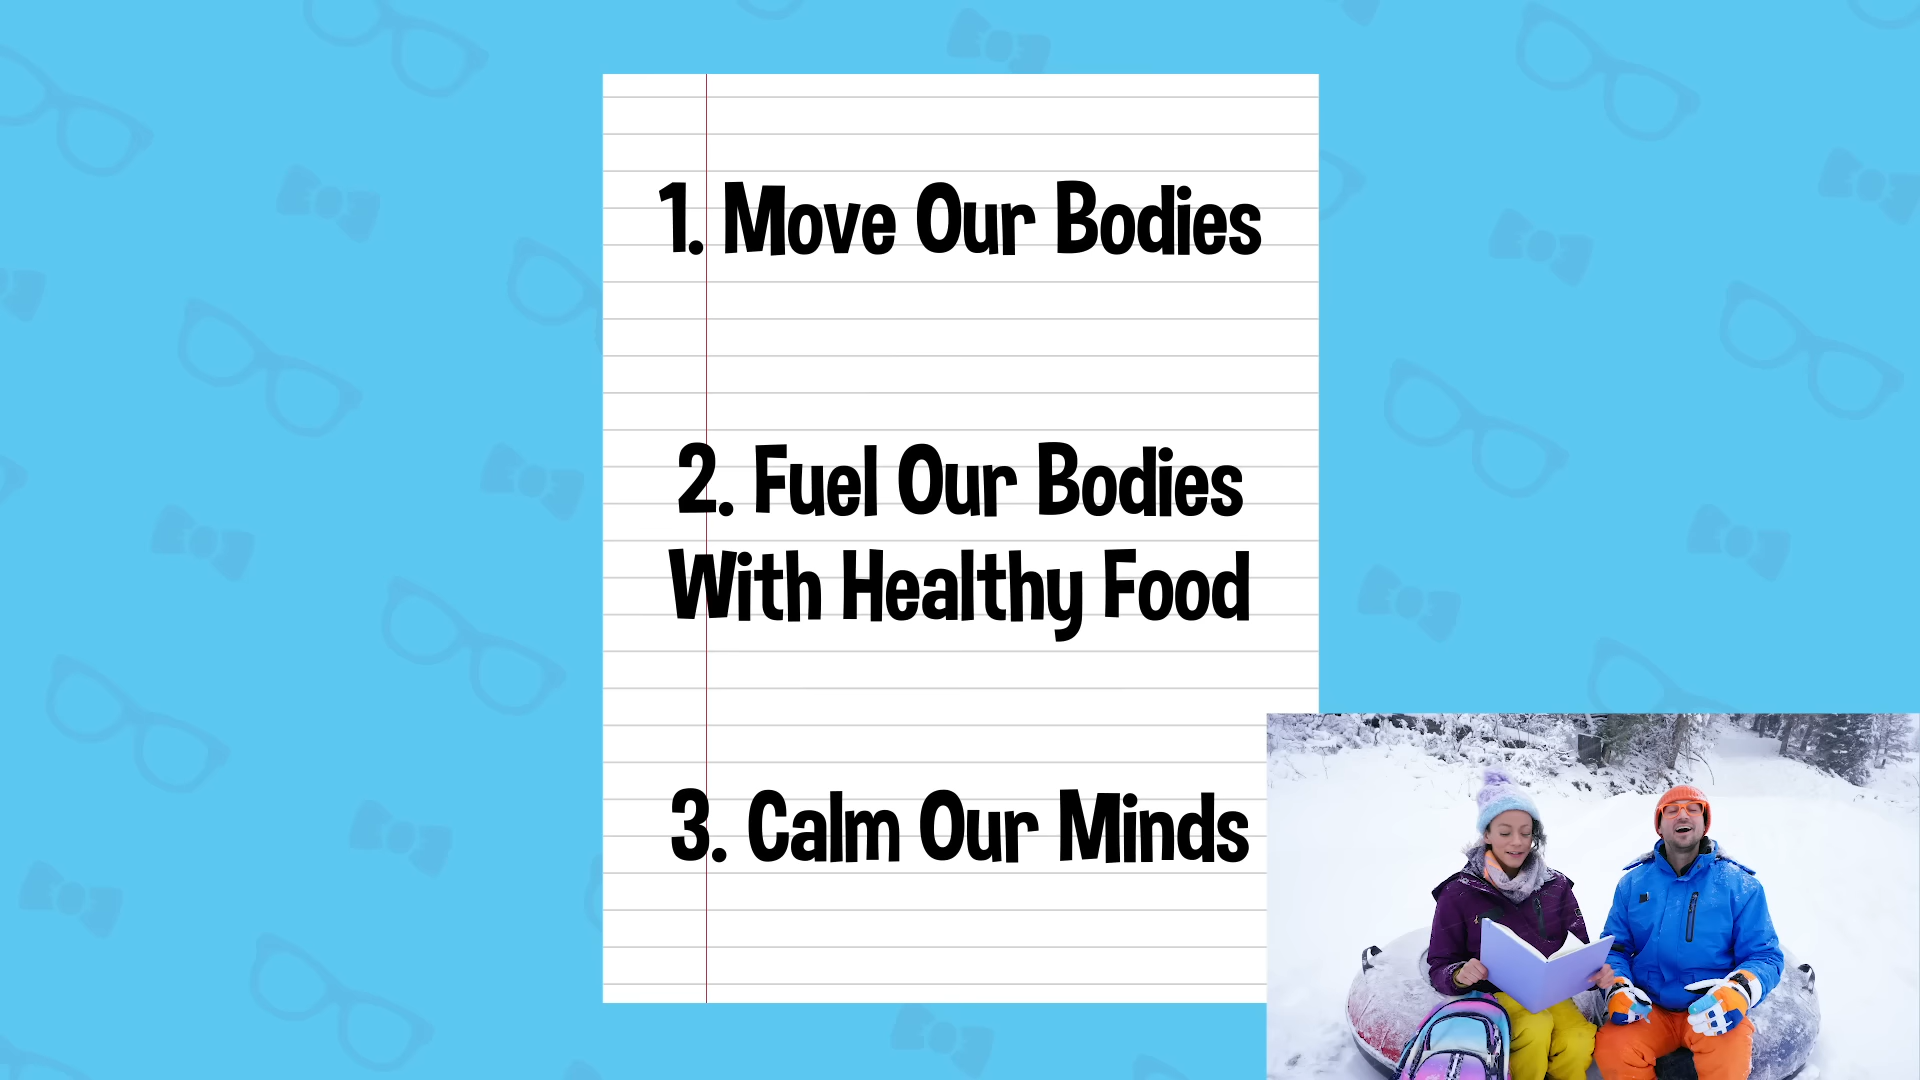 1. Move Our Bodies
2. Fuel Our Bodies
With Healthy Food
3. Calm Our Minds